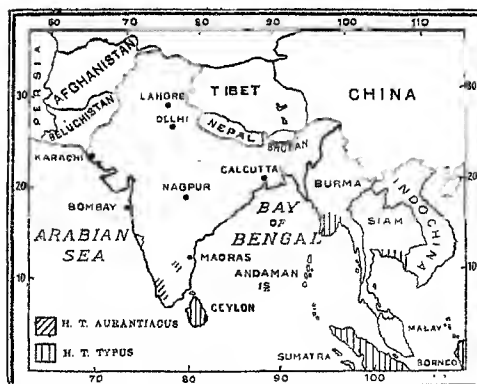 60 70 80 90 100 110
PERSIA
AFGHANISTAN
BELUCHISTAN
TIBET
CHINA
30 30
LAHORE
DELHI
NEPAL
BHUTAN
KARACHI
CALCUTTA
BURMA
INDOCHINA
20 20
NAGPUR
BOMBAY
BAY
OF
BENGAL
SIAM
ARABIAN
SEA
MADRAS
ANDAMAN
IS
10 10
CEYLON
H. T. AURANTIACUS
H. T. TYPUS
MALAY
SUMATRA
BORNEO
70 80 90 100 110